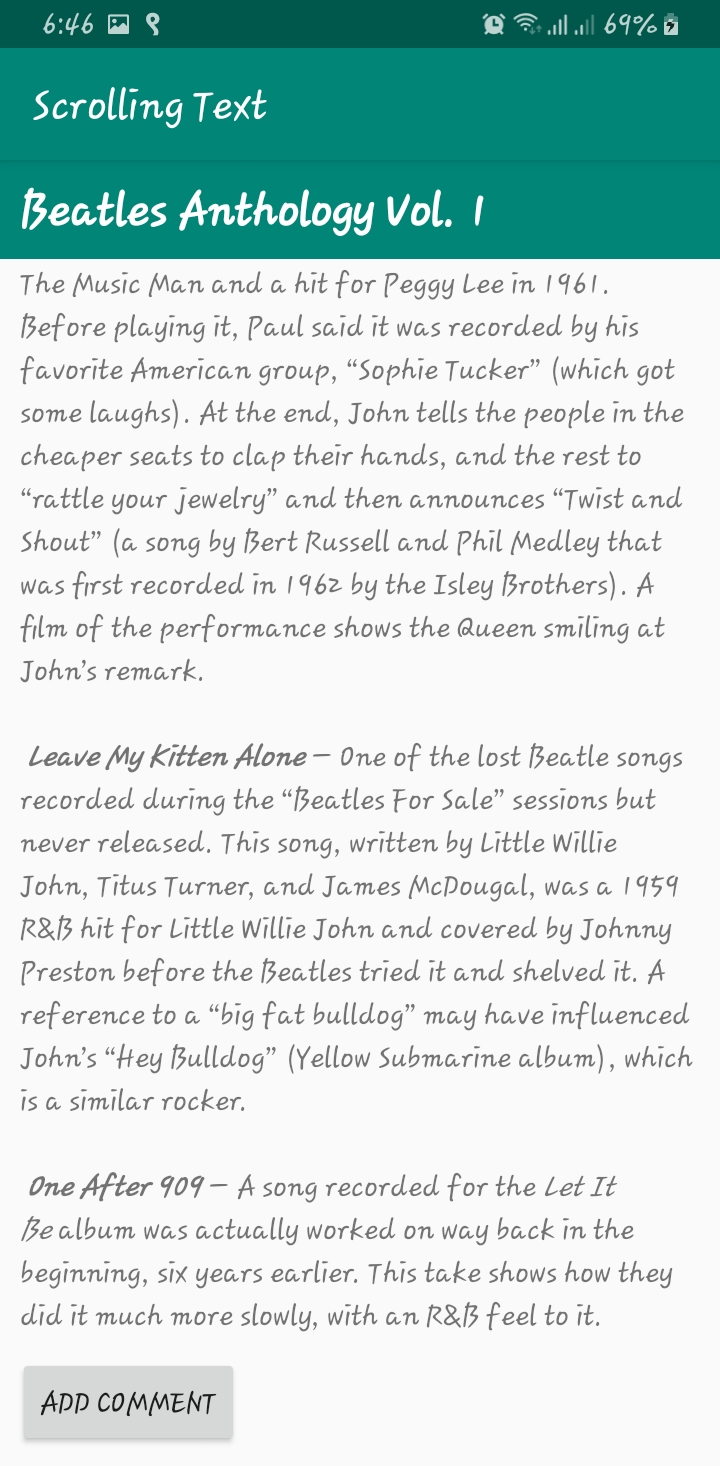 6:46 69%
Scrolling Text
Beatles Anthology Vol. 1
The Music Man and a hit for Peggy Lee in 1961.
Before playing it, Paul said it was recorded by his
favorite American group, “Sophie Tucker” (which got
some laughs). At the end, John tells the people in the
cheaper seats to clap their hands, and the rest to
“rattle your jewelry” and then announces “Twist and
Shout” (a song by Bert Russell and Phil Medley that
was first recorded in 1962 by the Isley Brothers). A
film of the performance shows the Queen smiling at
John’s remark.
Leave My Kitten Alone – One of the lost Beatle songs
recorded during the “Beatles For Sale” sessions but
never released. This song, written by Little Willie
John, Titus Turner, and James McDougal, was a 1959
R&B hit for Little Willie John and covered by Johnny
Preston before the Beatles tried it and shelved it. A
reference to a “big fat bulldog” may have influenced
John’s “Hey Bulldog” (Yellow Submarine album), which
is a similar rocker.
One After 909 – A song recorded for the Let It
Be album was actually worked on way back in the
beginning, six years earlier. This take shows how they
did it much more slowly, with an R&B feel to it.
ADD COMMENT